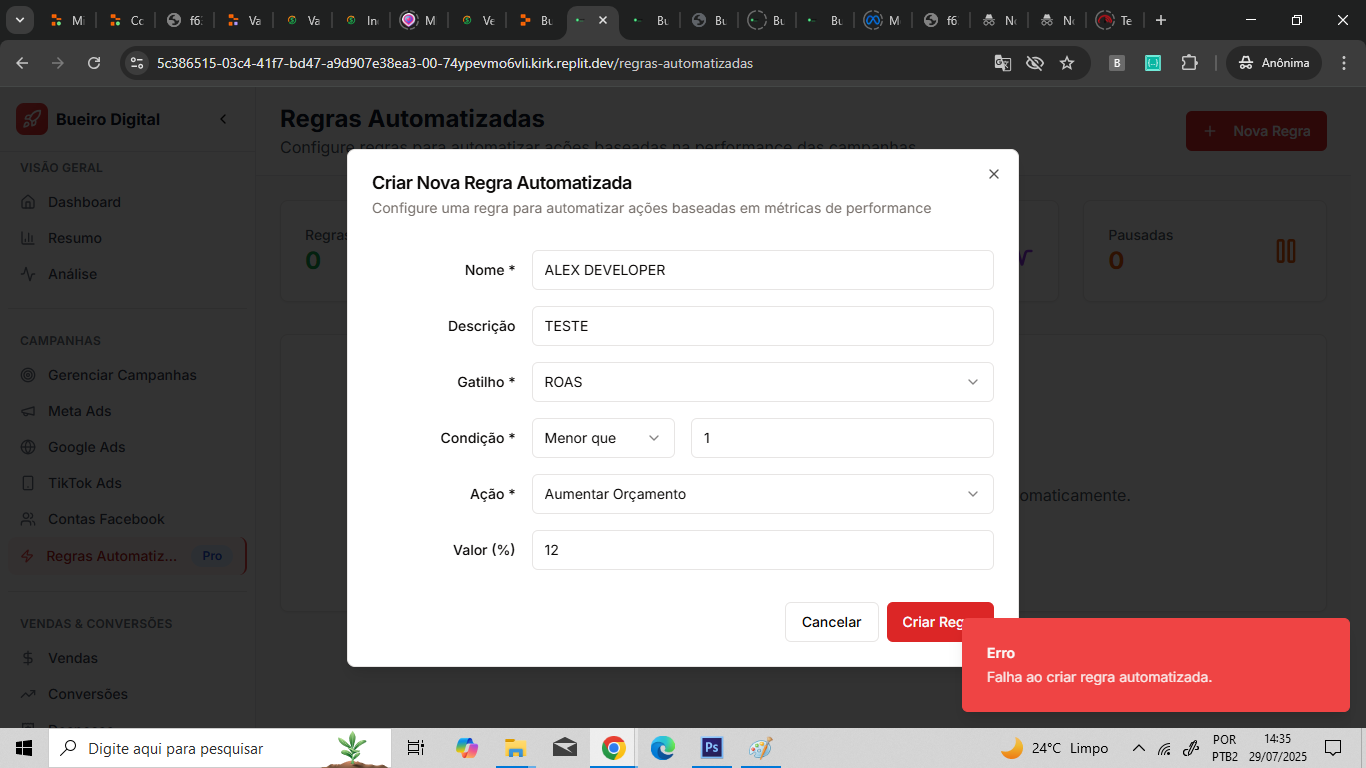 Mi
Co
f6:
Va
Va
In
M
Ve
Bu
Bu
Bu
Bu
Bu
M
f6
No
No
Te
5c386515-03c4-41f7-bd47-a9d907e38ea3-00-74ypevmo6vli.kirk.replit.dev/regras-automatizadas
B
Anônima
Bueiro Digital
VISÃO GERAL
Dashboard
Resumo
Análise
CAMPANHAS
Gerenciar Campanhas
Meta Ads
Google Ads
TikTok Ads
Contas Facebook
Regras Automatiz... Pro
VENDAS & CONVERSÕES
Vendas
Conversões
Regras Automatizadas
Configure regras para automatizar ações baseadas na performance das campanhas
Nova Regra
Regras
0
Pausadas
0
omaticamente.
Criar Nova Regra Automatizada
Configure uma regra para automatizar ações baseadas em métricas de performance
Nome * ALEX DEVELOPER
Descrição TESTE
Gatilho * ROAS
Condição * Menor que 1
Ação * Aumentar Orçamento
Valor (%) 12
Cancelar
Criar Reg
Erro
Falha ao criar regra automatizada.
Digite aqui para pesquisar
Ps
24°C Limpo
POR
PTB2
14:35
29/07/2025